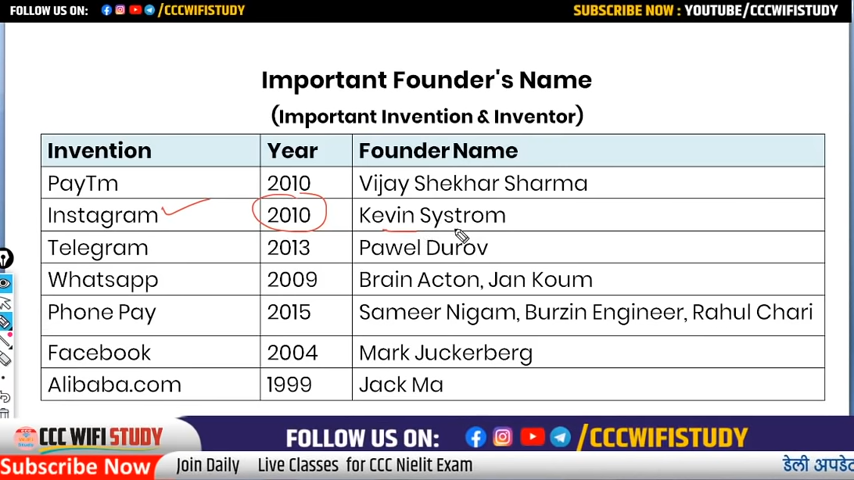 FOLLOW US ON: /CCCWIFISTUDY SUBSCRIBE NOW : YOUTUBE/CCCWIFISTUDY
Important Founder's Name
(Important Invention & Inventor)
Invention Year Founder Name
PayTm 2010 Vijay Shekhar Sharma
Instagram 2010 Kevin Systrom
Telegram 2013 Pawel Durov
Whatsapp 2009 Brain Acton, Jan Koum
Phone Pay 2015 Sameer Nigam, Burzin Engineer, Rahul Chari
Facebook 2004 Mark Juckerberg
Alibaba.com 1999 Jack Ma
CCC WIFI STUDY FOLLOW US ON: /CCCWIFISTUDY
Subscribe Now Join Daily Live Classes for CCC Nielit Exam डेली अपडेट